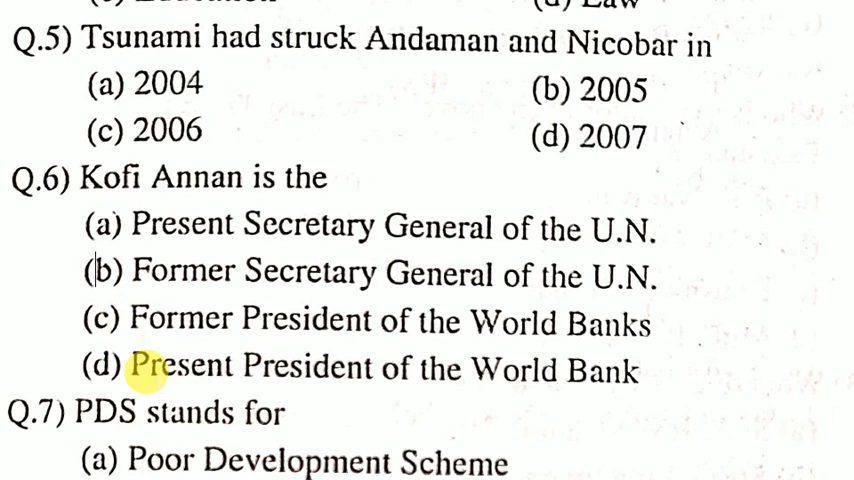 Q.5) Tsunami had struck Andaman and Nicobar in
(a) 2004 (b) 2005
(c) 2006 (d) 2007
Q.6) Kofi Annan is the
(a) Present Secretary General of the U.N.
(b) Former Secretary General of the U.N.
(c) Former President of the World Banks
(d) Present President of the World Bank
Q.7) PDS stands for
(a) Poor Development Scheme